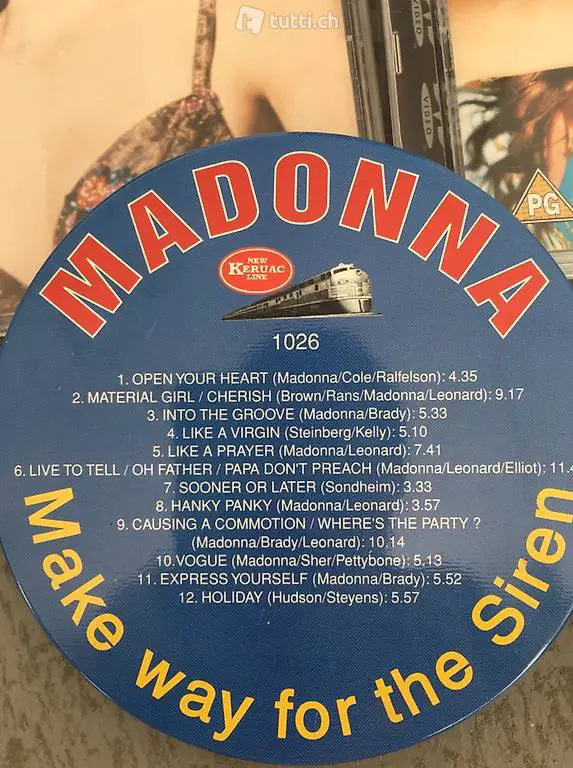 tutti.ch
VIDEO
VIDEO
PG
MADONNA
NEW
KERUAC
LINE
1026
1. OPEN YOUR HEART (Madonna/Cole/Ralfelson): 4.35
2. MATERIAL GIRL / CHERISH (Brown/Rans/Madonna/Leonard): 9.17
3. INTO THE GROOVE (Madonna/Brady): 5.33
4. LIKE A VIRGIN (Steinberg/Kelly): 5.10
5. LIKE A PRAYER (Madonna/Leonard): 7.41
6. LIVE TO TELL / OH FATHER / PAPA DON'T PREACH (Madonna/Leonard/Elliot): 11.4
7. SOONER OR LATER (Sondheim): 3.33
8. HANKY PANKY (Madonna/Leonard): 3.57
9. CAUSING A COMMOTION / WHERE'S THE PARTY ?
(Madonna/Brady/Leonard): 10.14
10. VOGUE (Madonna/Sher/Pettybone): 5.13
11. EXPRESS YOURSELF (Madonna/Brady): 5.52
12. HOLIDAY (Hudson/Steyens): 5.57
Make way for the Siren